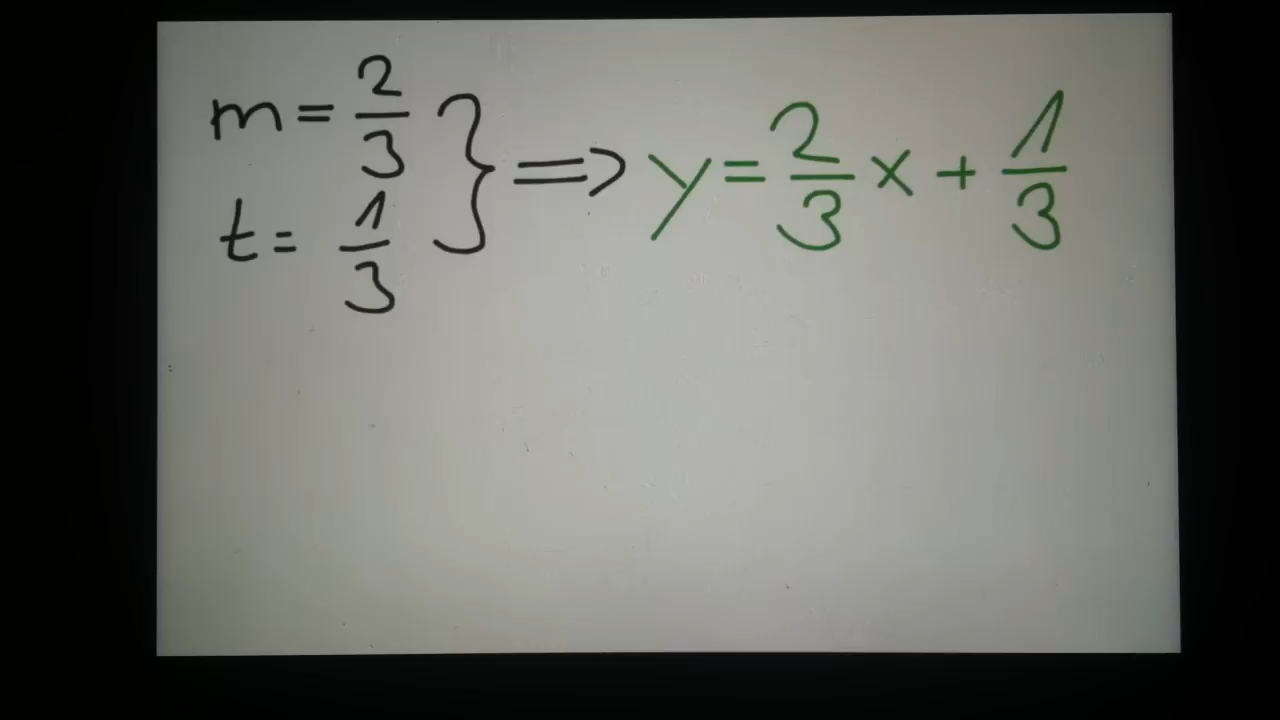 m = 2/3
t = 1/3 } ⇒ y = 2/3 x + 1/3